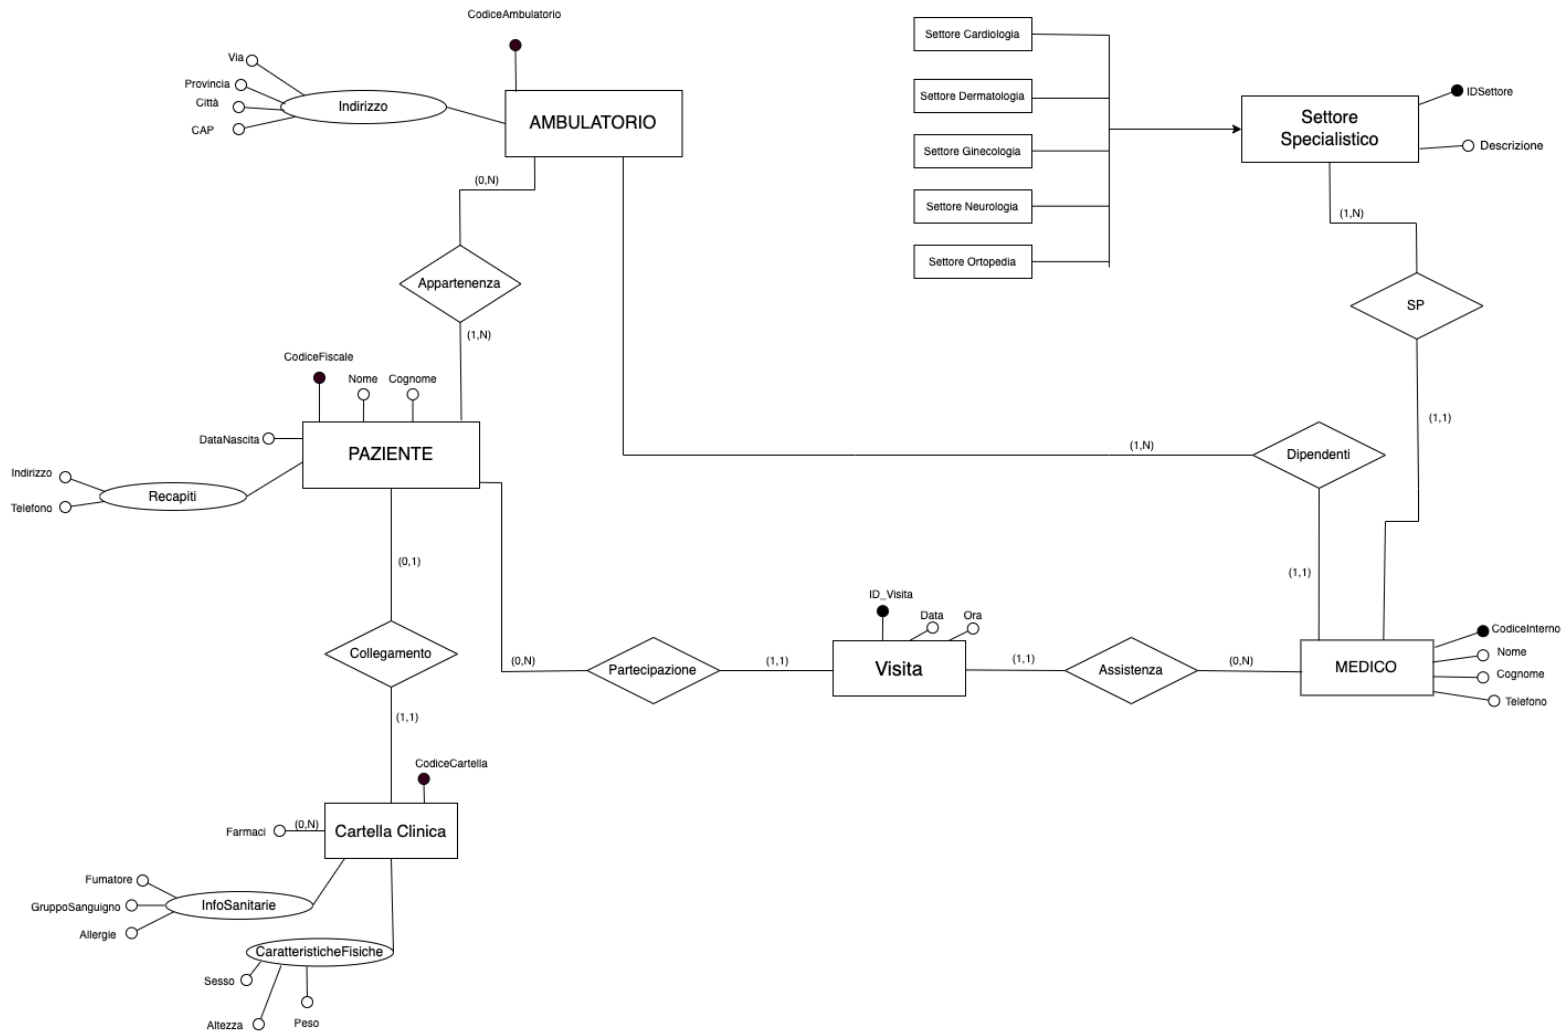 CodiceAmbulatorio
Via
Provincia
Città
CAP
Indirizzo
AMBULATORIO
Settore Cardiologia
Settore Dermatologia
Settore Ginecologia
Settore Neurologia
Settore Ortopedia
Settore
Specialistico
IDSettore
Descrizione
(0,N)
Appartenenza
(1,N)
(1,N)
SP
(1,1)
CodiceFiscale
Nome
Cognome
DataNascita
PAZIENTE
Indirizzo
Telefono
Recapiti
(1,N)
Dipendenti
(1,1)
(0,1)
Collegamento
(1,1)
(0,N)
Partecipazione
(1,1)
ID_Visita
Data
Ora
Visita
(1,1)
Assistenza
(0,N)
MEDICO
CodiceInterno
Nome
Cognome
Telefono
CodiceCartella
Farmaci
(0,N)
Cartella Clinica
Fumatore
GruppoSanguigno
Allergie
InfoSanitarie
CaratteristicheFisiche
Sesso
Altezza
Peso